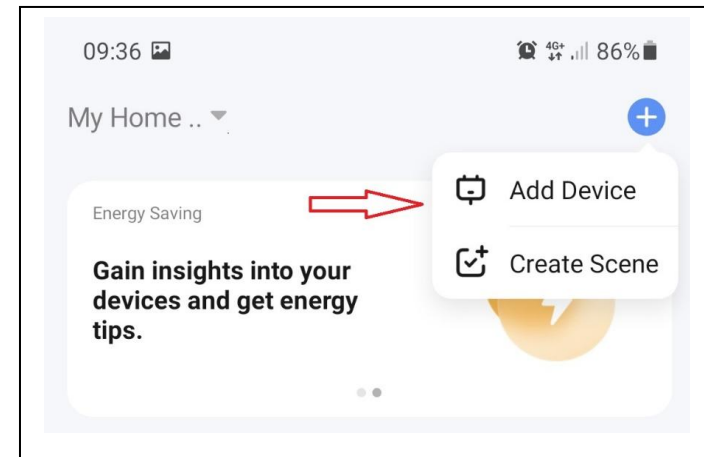 09:36 86%
My Home ..
Add Device
Energy Saving
Create Scene
Gain insights into your
devices and get energy
tips.